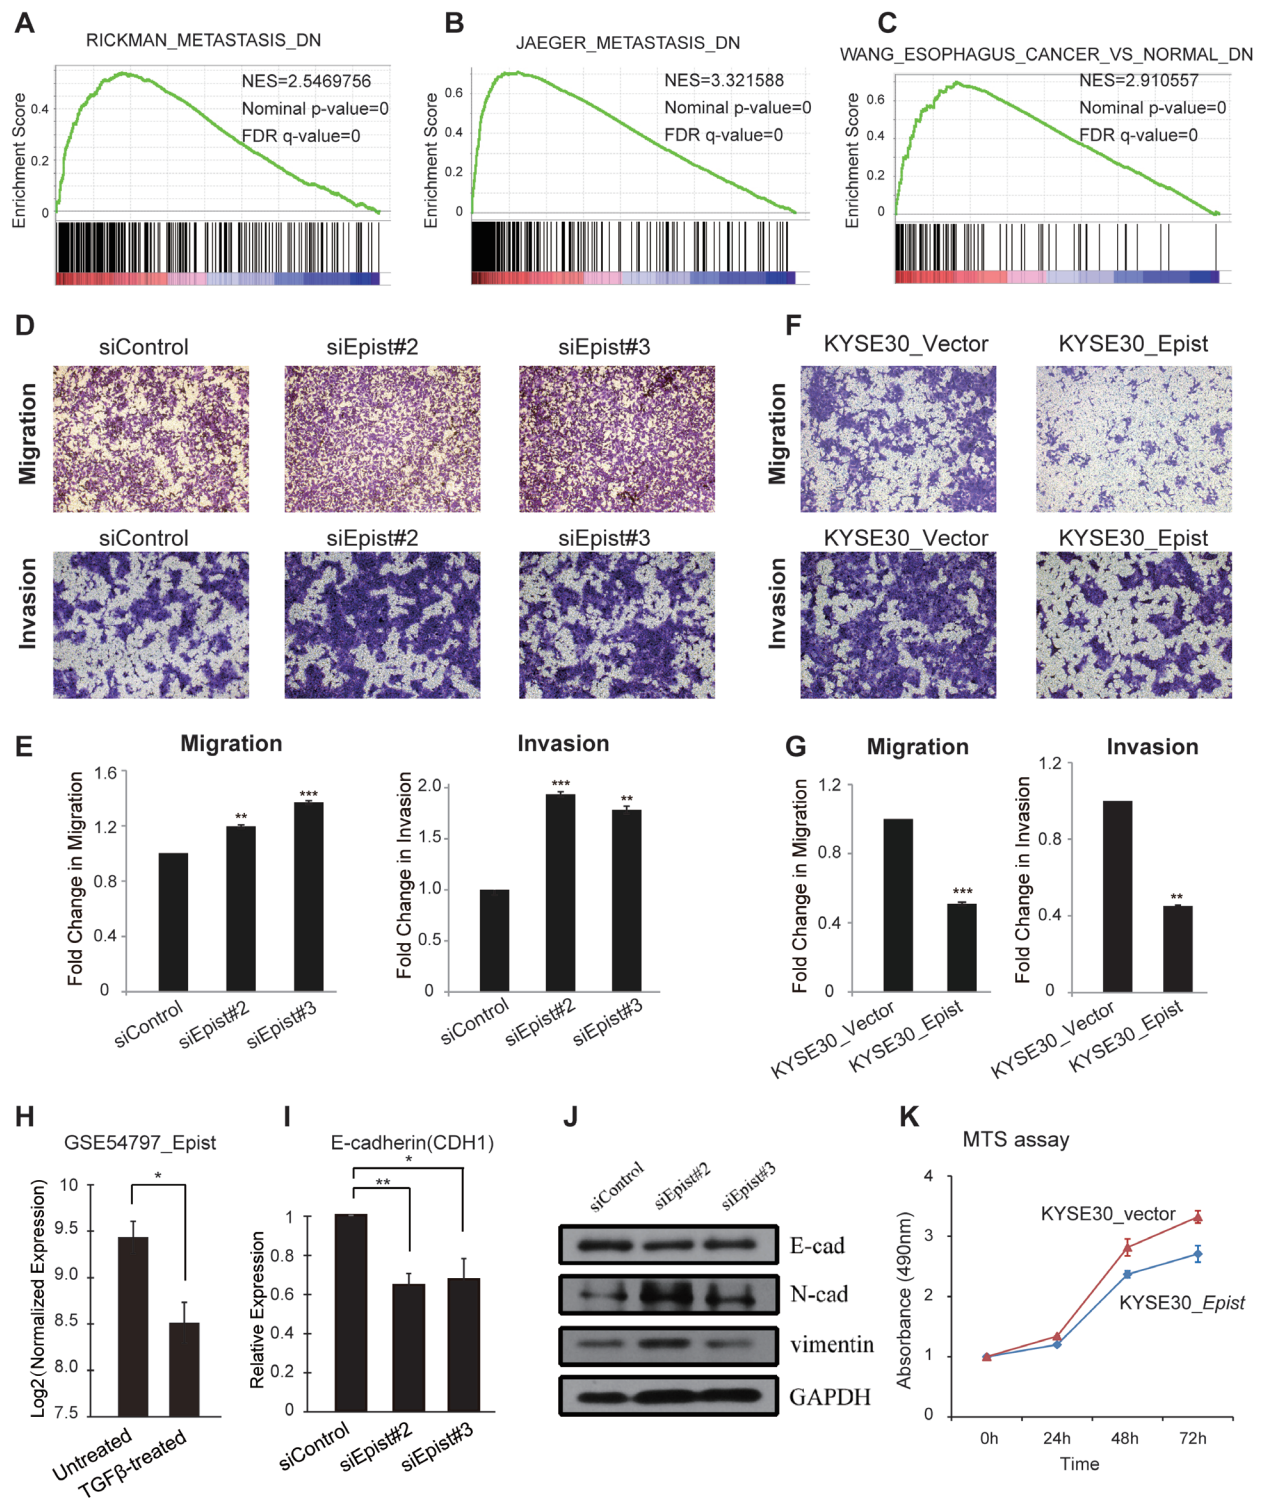 A
RICKMAN_METASTASIS_DN
NES=2.5469756
Nominal p-value=0
FDR q-value=0
Enrichment Score
0.4
0.2
0
B
JAEGER_METASTASIS_DN
NES=3.321588
Nominal p-value=0
FDR q-value=0
Enrichment Score
0.6
0.4
0.2
0
C
WANG_ESOPHAGUS_CANCER_VS_NORMAL_DN
NES=2.910557
Nominal p-value=0
FDR q-value=0
Enrichment Score
0.6
0.4
0.2
0
D
siControl
siEpist#2
siEpist#3
Migration
siControl
siEpist#2
siEpist#3
Invasion
F
KYSE30_Vector
KYSE30_Epist
Migration
KYSE30_Vector
KYSE30_Epist
Invasion
E
Migration
Fold Change in Migration
1.6
1.2
0.8
0.4
0
**
***
siControl
siEpist#2
siEpist#3
Invasion
Fold Change in Invasion
2.0
1.5
1.0
0.5
0
***
**
siControl
siEpist#2
siEpist#3
G
Migration
Fold Change in Migration
1.2
0.8
0.4
0
***
KYSE30_Vector
KYSE30_Epist
Invasion
Fold Change in Invasion
1.2
0.8
0.4
0
**
KYSE30_Vector
KYSE30_Epist
H
GSE54797_Epist
Log2(Normalized Expression)
10
9.5
9.0
8.5
8.0
7.5
*
Untreated
TGFβ-treated
I
E-cadherin(CDH1)
Relative Expression
1
0.8
0.6
0.4
0.2
0
*
**
siControl
siEpist#2
siEpist#3
J
siControl
siEpist#2
siEpist#3
E-cad
N-cad
vimentin
GAPDH
K
MTS assay
Absorbance (490nm)
4
3
2
1
0
KYSE30_vector
KYSE30_Epist
0h
24h
48h
72h
Time